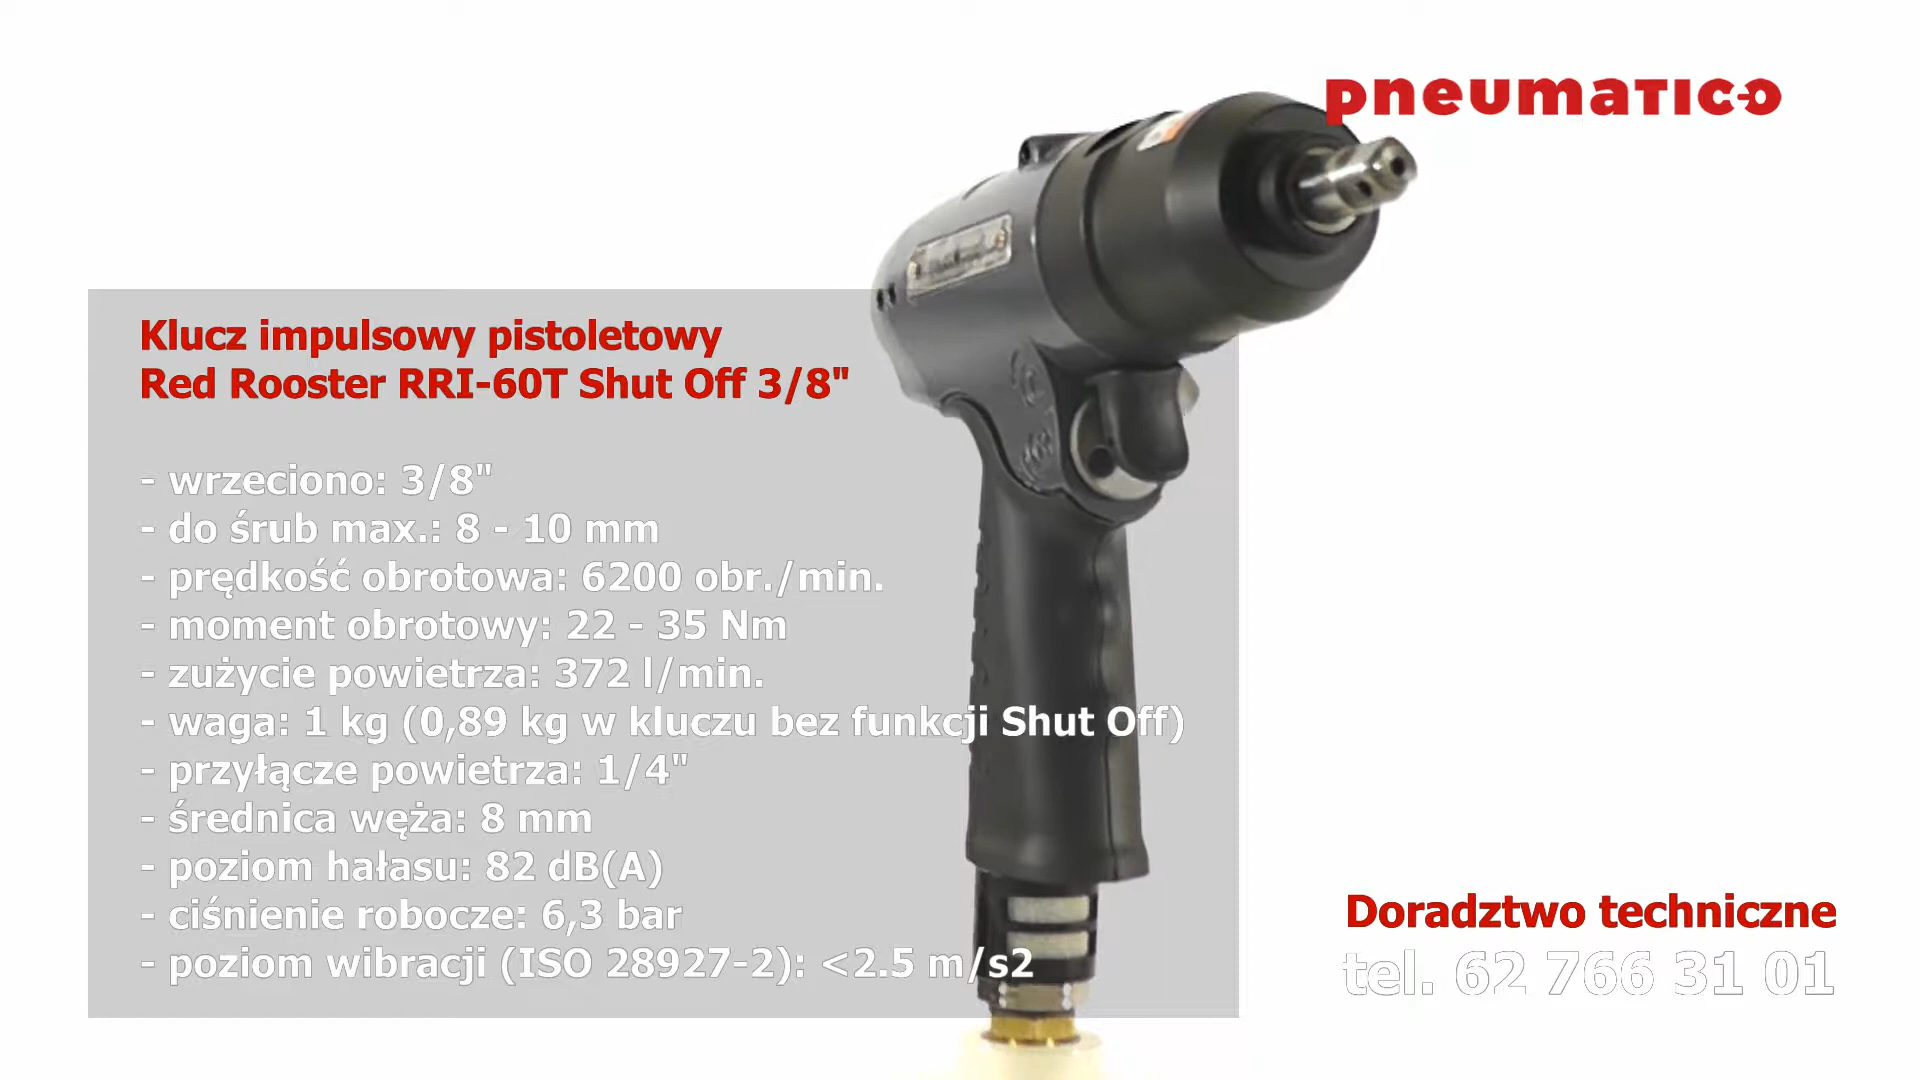 pneumatico
Klucz impulsowy pistoletowy
Red Rooster RRI-60T Shut Off 3/8"
- wrzeciono: 3/8"
- do śrub max.: 8 - 10 mm
- prędkość obrotowa: 6200 obr./min.
- moment obrotowy: 22 - 35 Nm
- zużycie powietrza: 372 l/min.
- waga: 1 kg (0,89 kg w kluczu bez funkcji Shut Off)
- przyłącze powietrza: 1/4"
- średnica węża: 8 mm
- poziom hałasu: 82 dB(A)
- ciśnienie robocze: 6,3 bar
- poziom wibracji (ISO 28927-2): <2.5 m/s2
Doradztwo techniczne
tel. 62 766 31 01